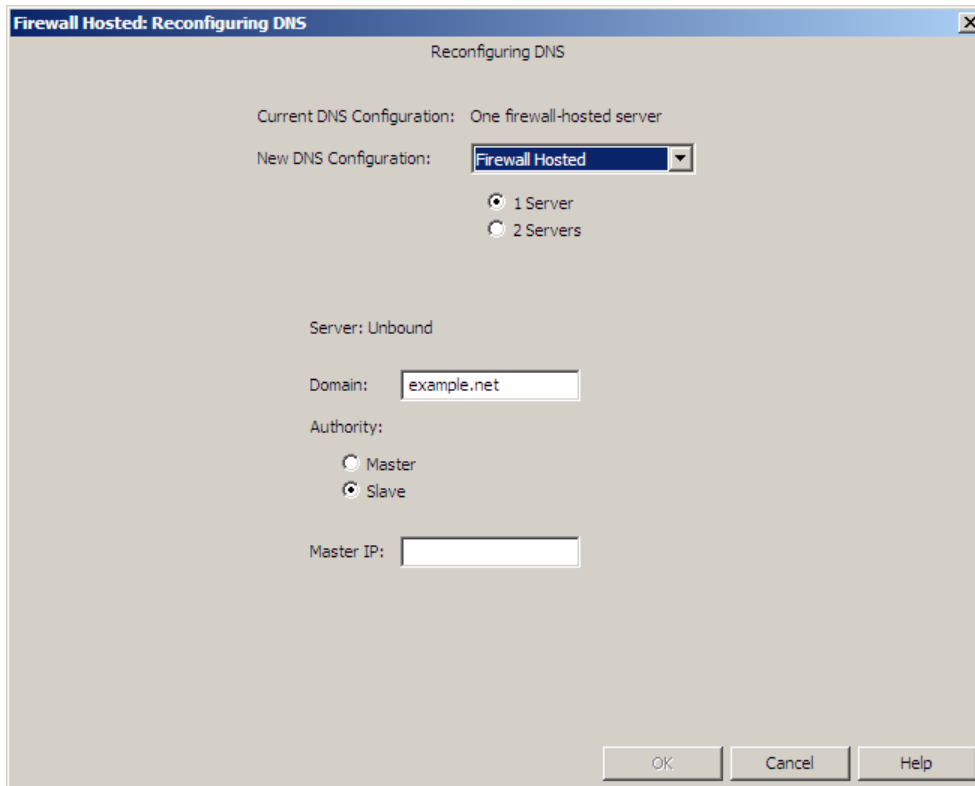 Firewall Hosted: Reconfiguring DNS
Reconfiguring DNS
Current DNS Configuration: One firewall-hosted server
New DNS Configuration: Firewall Hosted
1 Server
2 Servers
Server: Unbound
Domain: example.net
Authority:
Master
Slave
Master IP:
OK Cancel Help